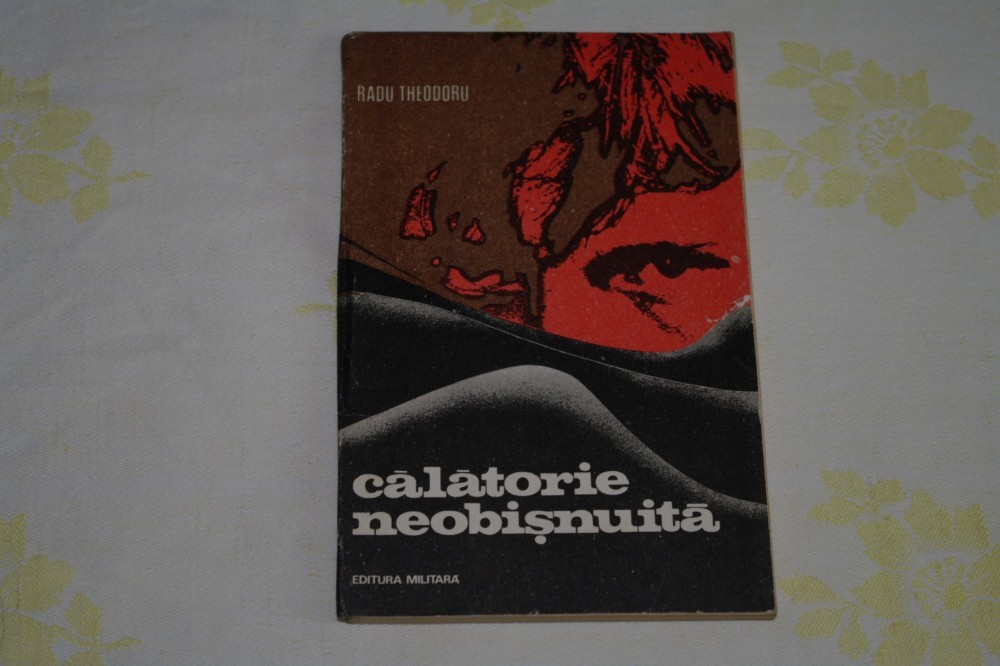 RADU THEODORU
călătorie
neobișnuită
EDITURA MILITARĂ